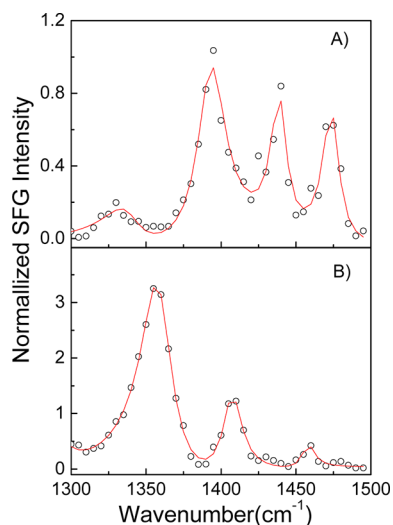 A)
1.2
0.8
0.4
0.0
Normallized SFG Intensity
B)
3
2
1
0
1300 1350 1400 1450 1500
Wavenumber(cm⁻¹)